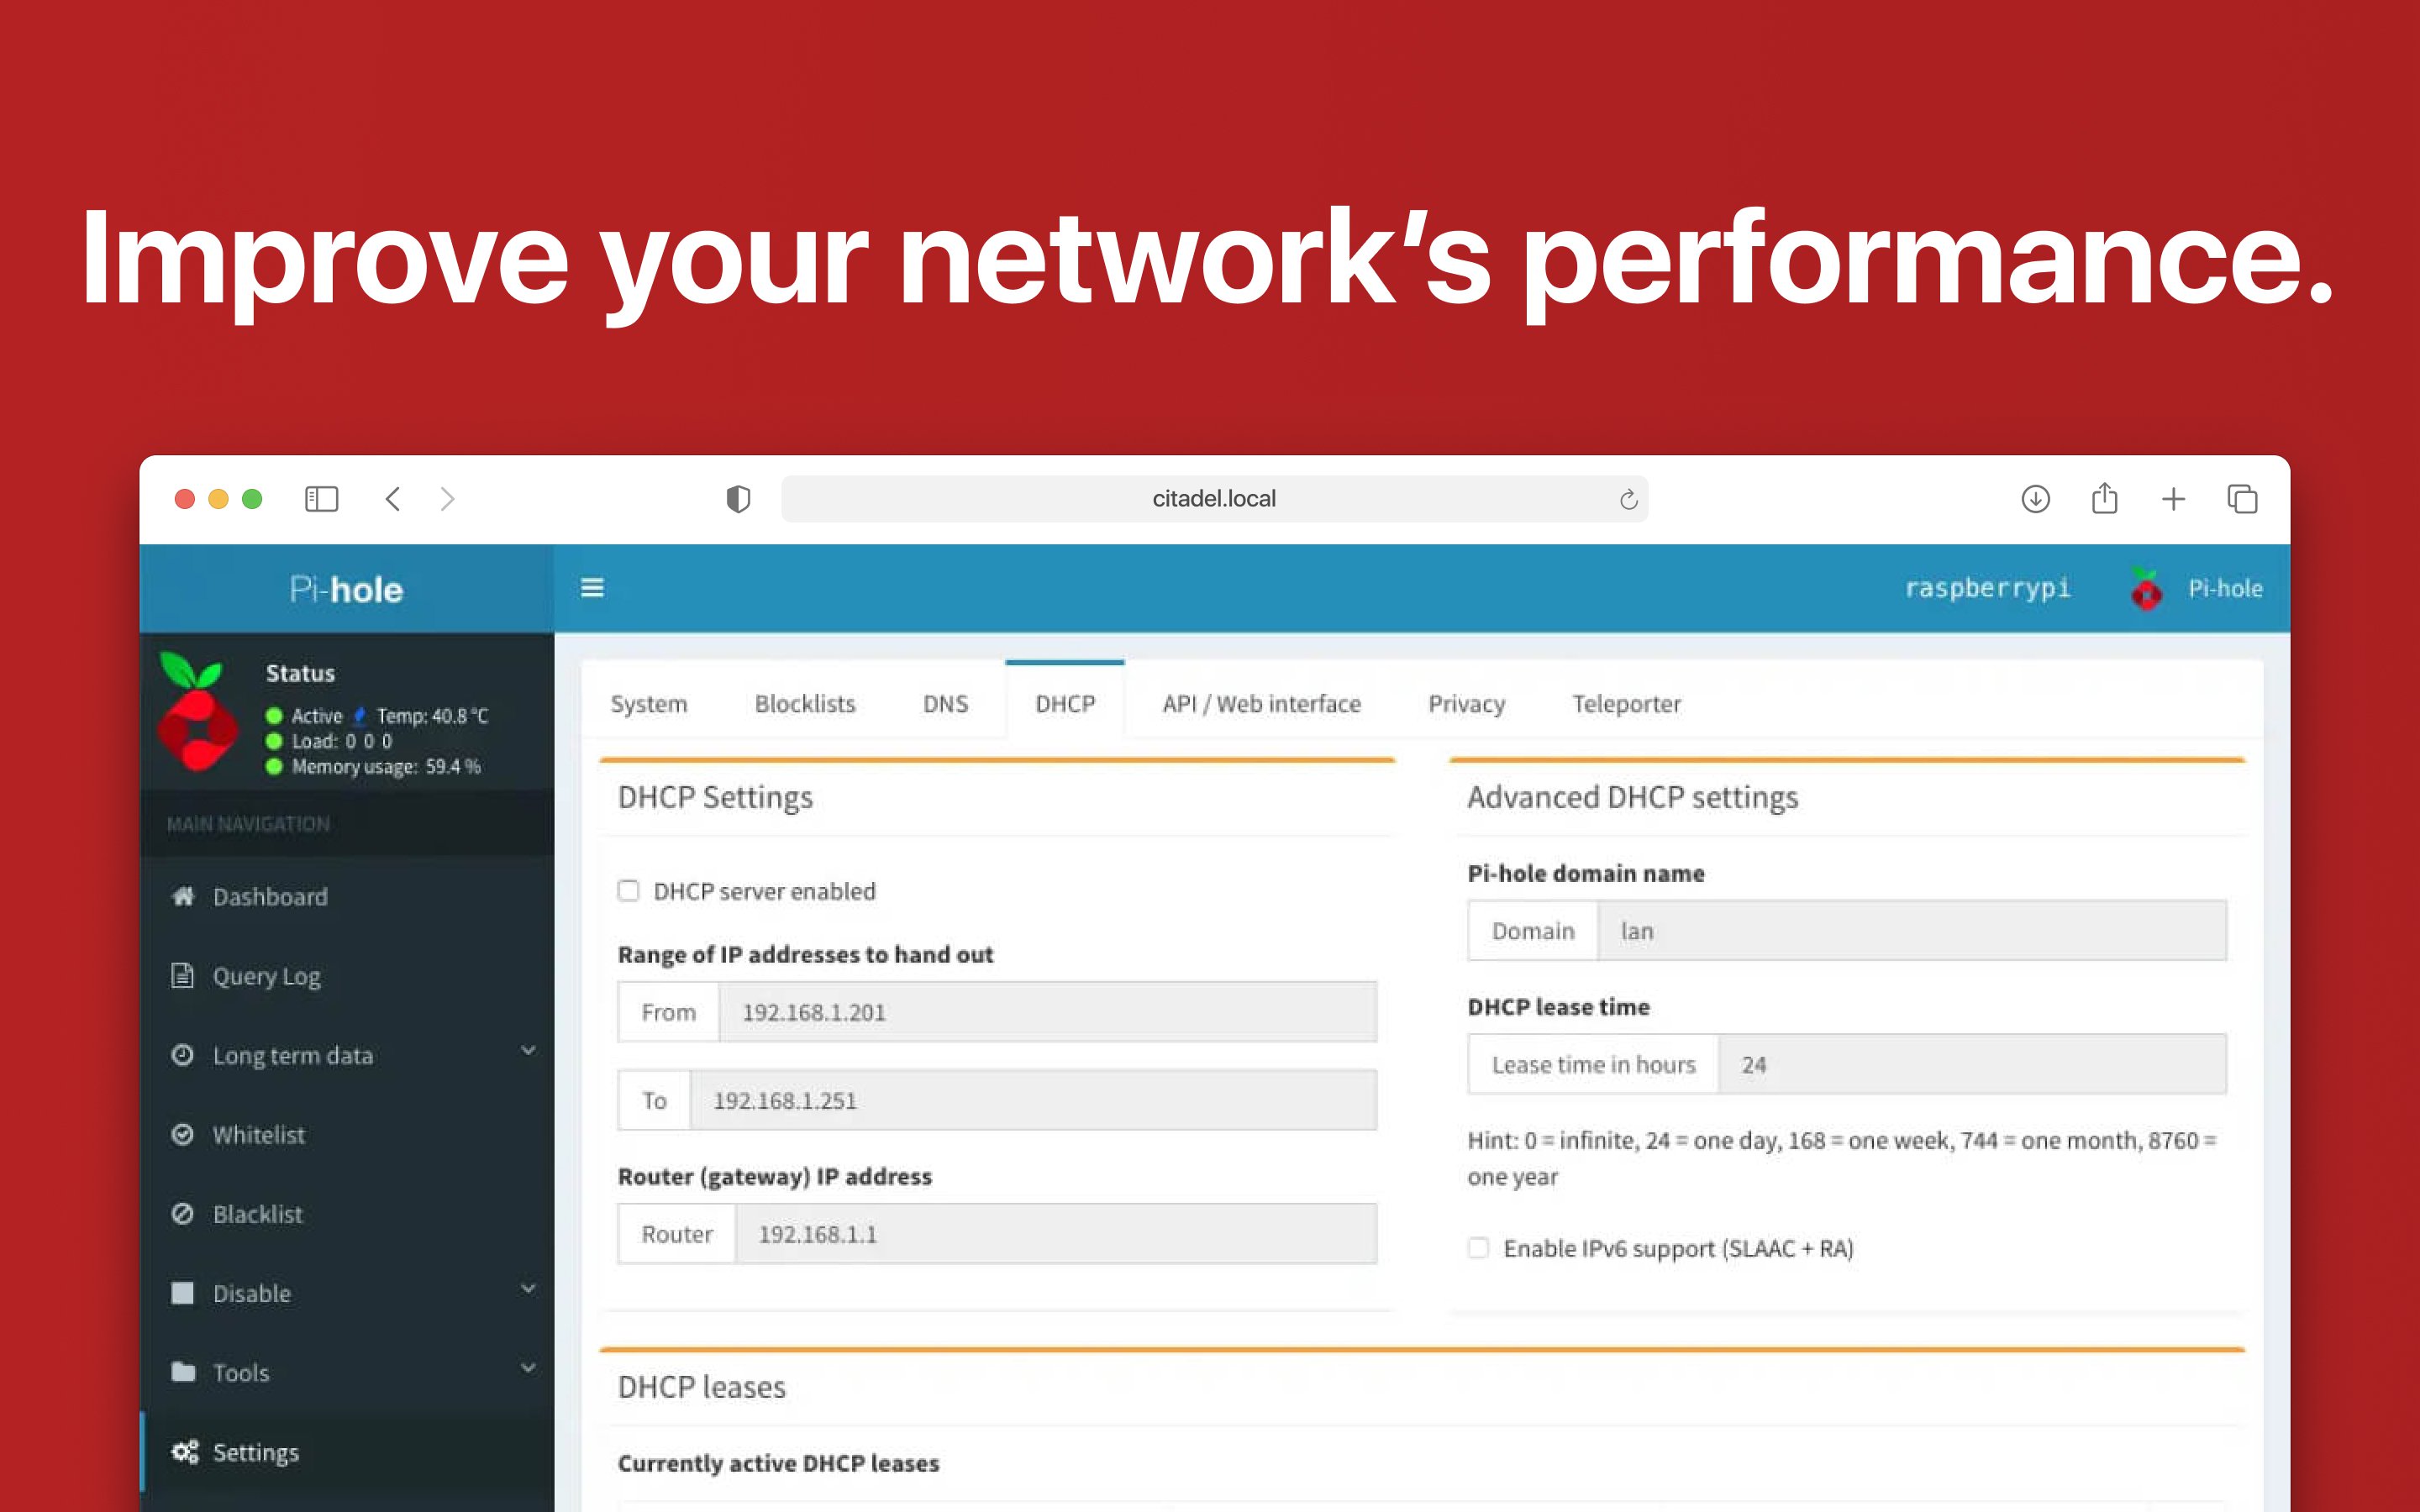 Improve your network’s performance.
citadel.local
Pi-hole
raspberrypi
Pi-hole
Status
Active Temp: 40.8 °C
Load: 0 0 0
Memory usage: 59.4 %
MAIN NAVIGATION
Dashboard
Query Log
Long term data
Whitelist
Blacklist
Disable
Tools
Settings
System Blocklists DNS DHCP API / Web interface Privacy Teleporter
DHCP Settings
DHCP server enabled
Range of IP addresses to hand out
From 192.168.1.201
To 192.168.1.251
Router (gateway) IP address
Router 192.168.1.1
Advanced DHCP settings
Pi-hole domain name
Domain lan
DHCP lease time
Lease time in hours 24
Hint: 0 = infinite, 24 = one day, 168 = one week, 744 = one month, 8760 =
one year
Enable IPv6 support (SLAAC + RA)
DHCP leases
Currently active DHCP leases